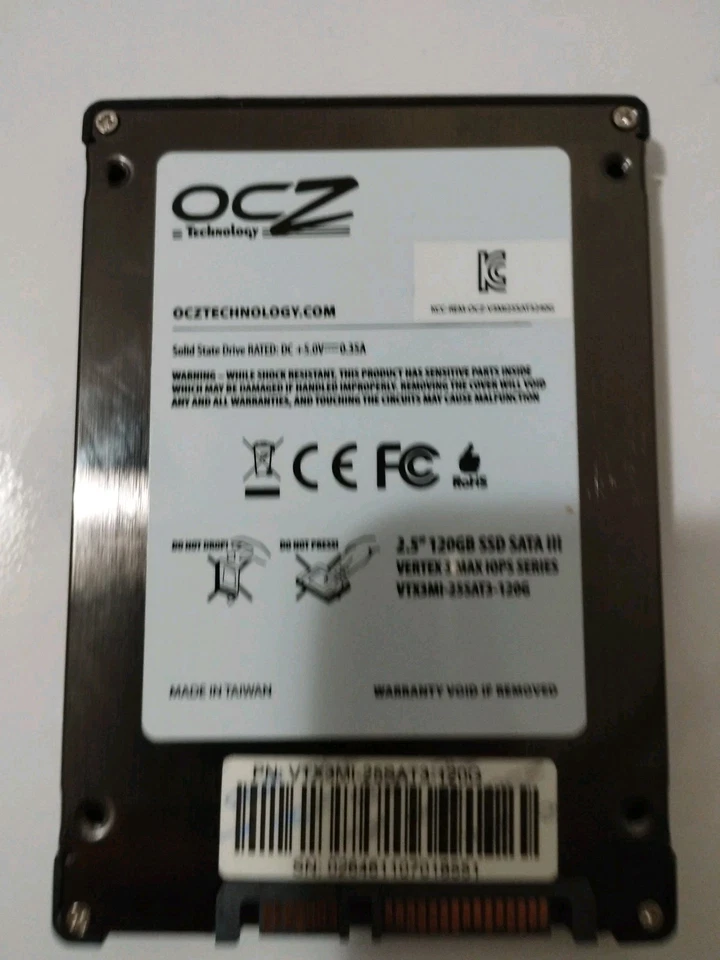 OCZ
Technology
KC
OCZTECHNOLOGY.COM
Solid State Drive RATED: DC +5.0V⎓0.35A
WARNING – WHILE SHOCK RESISTANT, THIS PRODUCT HAS SENSITIVE PARTS INSIDE
WHICH MAY BE DAMAGED IF HANDLED IMPROPERLY. REMOVING THE COVER WILL VOID
ANY AND ALL WARRANTIES, AND TOUCHING THE CIRCUITS MAY CAUSE MALFUNCTION
CE FC RoHS
DO NOT DROP! DO NOT PRESS!
2.5" 120GB SSD SATA III
VERTEX 3 MAX IOPS SERIES
VTX3MI-25SAT3-120G
MADE IN TAIWAN
WARRANTY VOID IF REMOVED
PN: VTX3MI-25SAT3-120G
SN: